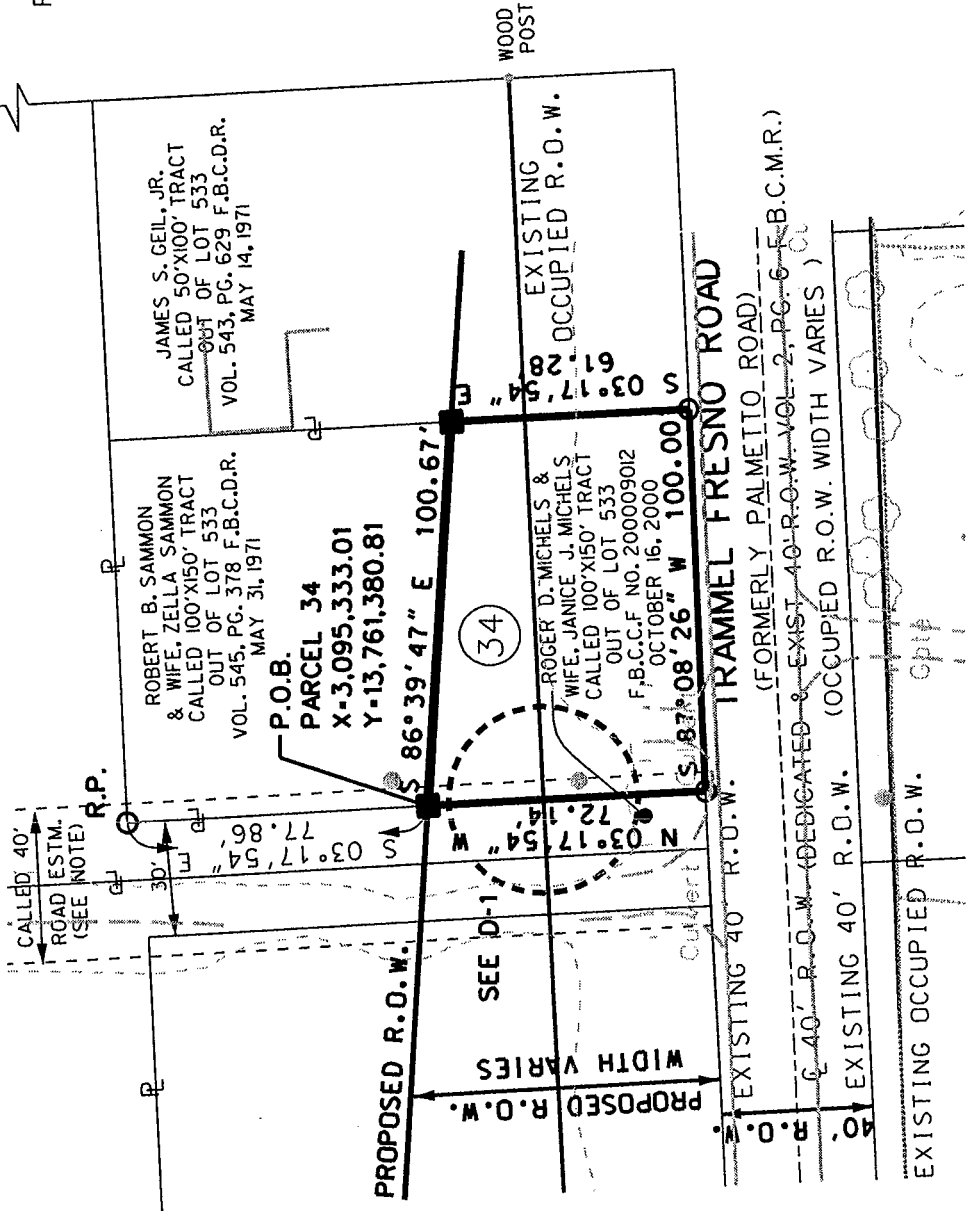 CALLED 40'
ROAD ESTM.
(SEE NOTE)
30'
R.P.
S 03°17'54" E
77.86'
ROBERT B. SAMMON
& WIFE, ZELLA SAMMON
CALLED 100'X150' TRACT
OUT OF LOT 533
VOL. 545, PG. 378 F.B.C.D.R.
MAY 31, 1971
JAMES S. GEIL, JR.
CALLED 50'X100' TRACT
OUT OF LOT 533
VOL. 543, PG. 629 F.B.C.D.R.
MAY 14, 1971
P.O.B.
PARCEL 34
X=3,095,333.01
Y=13,761,380.81
WOOD
POST
PROPOSED R.O.W.
S 86°39'47" E 100.67'
34
SEE D-1
EXISTING
OCCUPIED R.O.W.
S 03°17'54" E
61.28'
ROGER D. MICHELS &
WIFE, JANICE J. MICHELS
CALLED 100'X150' TRACT
OUT OF LOT 533
F.B.C.C.F NO. 200009012
OCTOBER 16, 2000
N 03°17'54" W
72.14'
S 87°08'26" W 100.00'
PROPOSED R.O.W.
WIDTH VARIES
Culvert
EXISTING 40' R.O.W.
TRAMMEL FRESNO ROAD
(FORMERLY PALMETTO ROAD)
40' R.O.W.
℄ 40' R.O.W. (DEDICATED & EXIST. 40' R.O.W. VOL. 2, PG. 6 F.B.C.M.R.)
EXISTING 40' R.O.W.
(OCCUPIED R.O.W. WIDTH VARIES )
EXISTING OCCUPIED R.O.W.